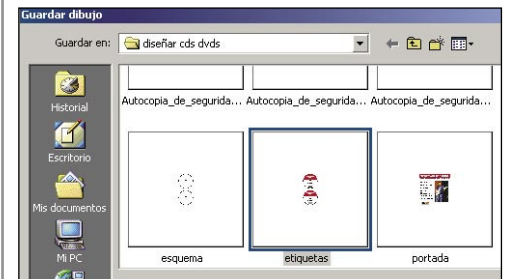 Guardar dibujo
Guardar en: diseñar cds dvds
Historial
Escritorio
Mis documentos
Mi PC
Autocopia_de_segurida... Autocopia_de_segurida... Autocopia_de_segurida...
esquema etiquetas portada